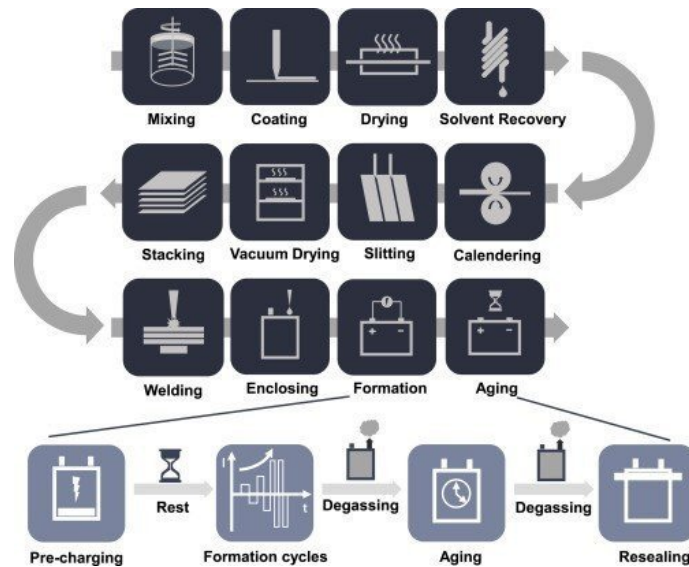 Mixing
Coating
Drying
Solvent Recovery
Stacking
Vacuum Drying
Slitting
Calendering
Welding
Enclosing
Formation
Aging
I
t
Rest
Degassing
Degassing
Pre-charging
Formation cycles
Aging
Resealing